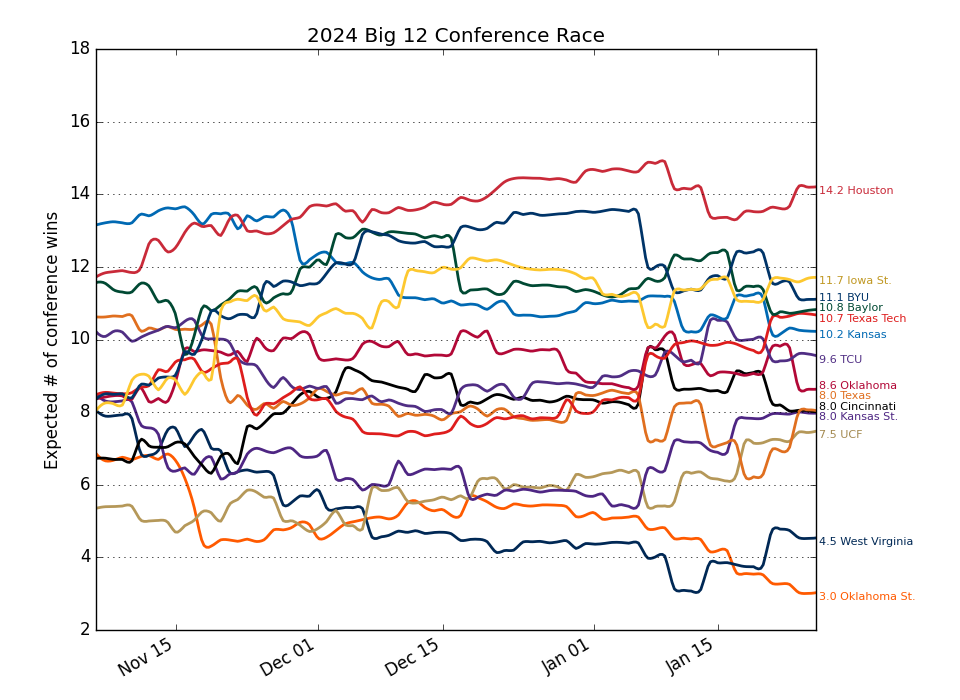 2024 Big 12 Conference Race
Expected # of conference wins
18
16
14
12
10
8
6
4
2
Nov 15
Dec 01
Dec 15
Jan 01
Jan 15
14.2 Houston
11.7 Iowa St.
11.1 BYU
10.8 Baylor
10.7 Texas Tech
10.2 Kansas
9.6 TCU
8.6 Oklahoma
8.0 Texas
8.0 Cincinnati
8.0 Kansas St.
7.5 UCF
4.5 West Virginia
3.0 Oklahoma St.